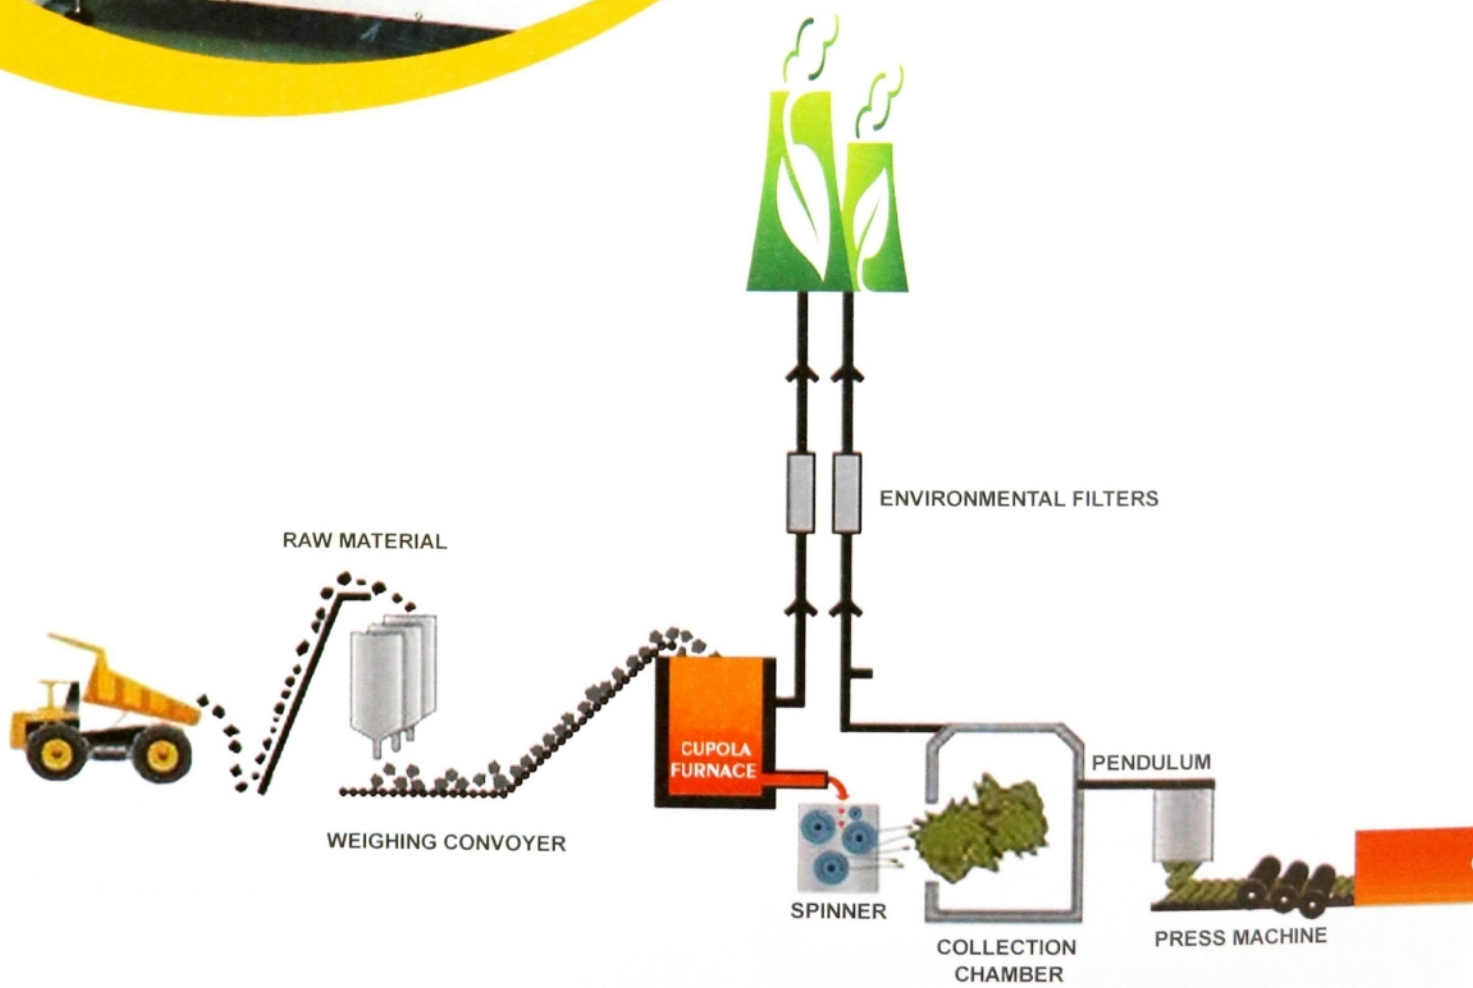 ENVIRONMENTAL FILTERS
RAW MATERIAL
CUPOLA
FURNACE
PENDULUM
WEIGHING CONVOYER
SPINNER
PRESS MACHINE
COLLECTION
CHAMBER